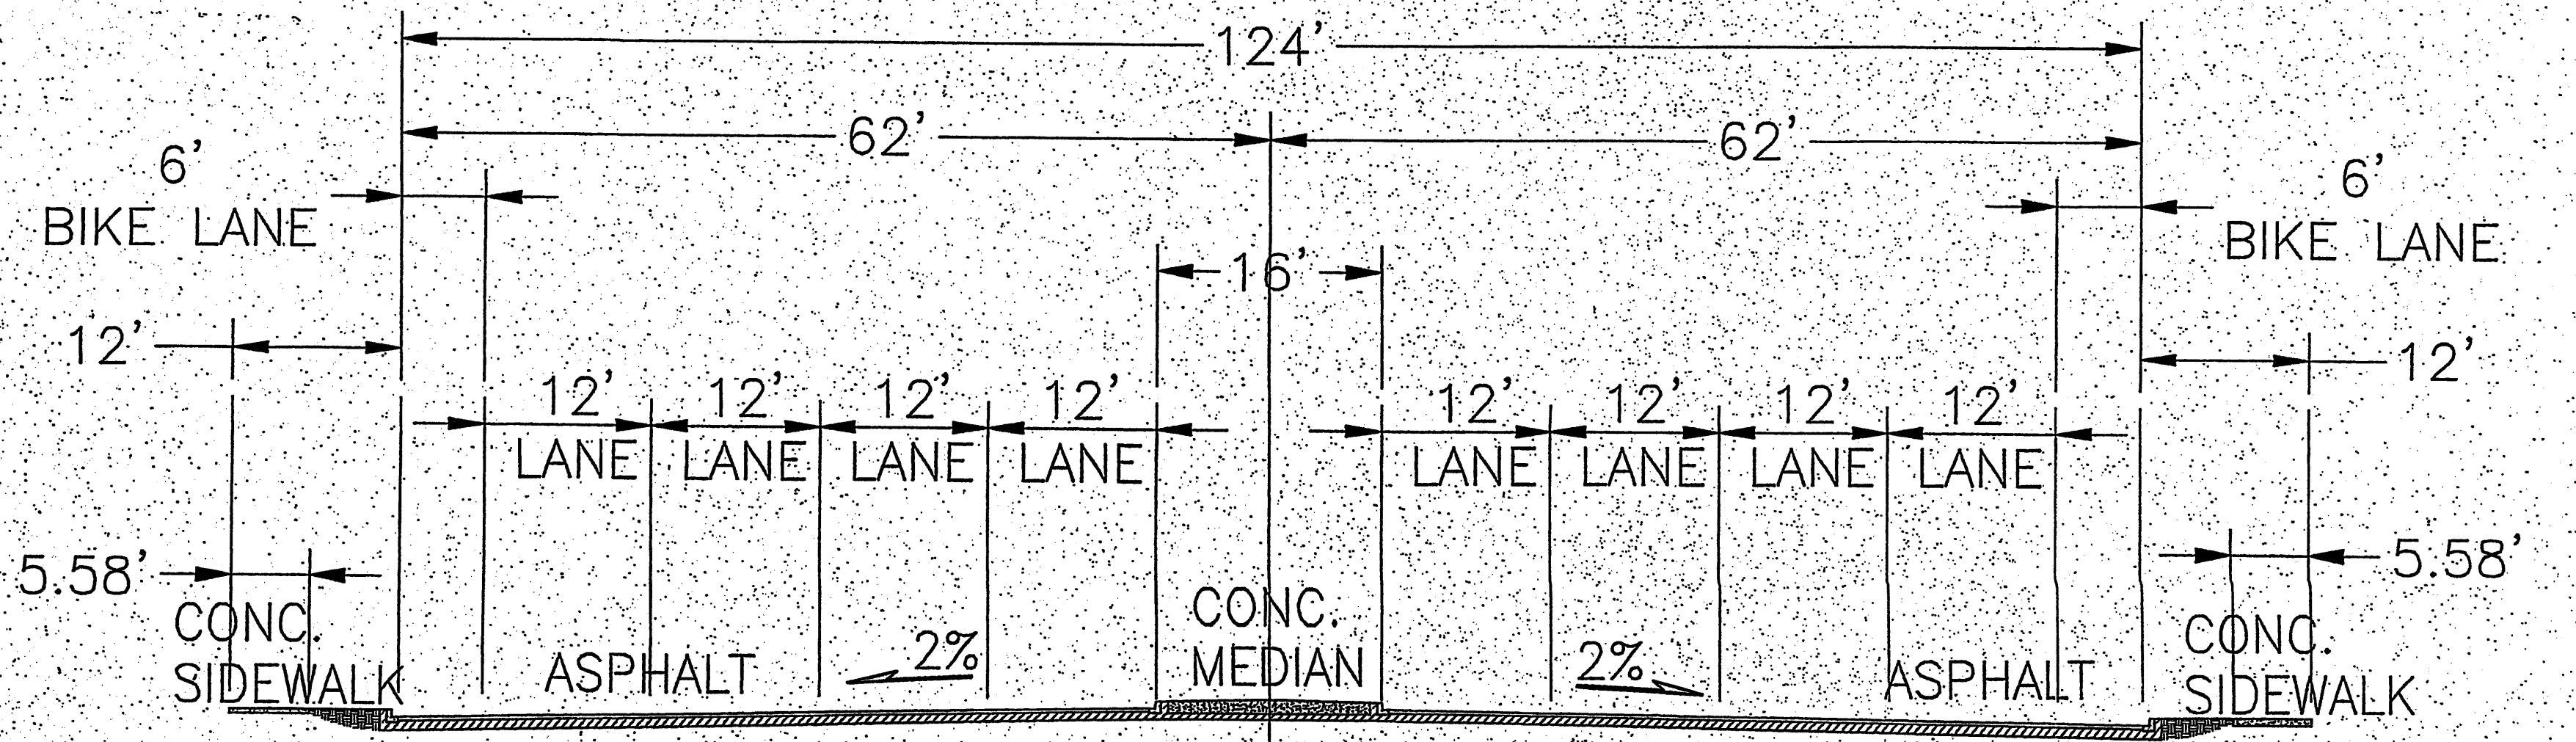 124'
62' 62'
6' 6'
BIKE LANE BIKE LANE
16'
12' 12'
12' 12' 12' 12' 12' 12' 12' 12'
LANE LANE LANE LANE LANE LANE LANE LANE
5.58' 5.58'
CONC. CONC. CONC.
SIDEWALK ASPHALT 2% MEDIAN 2% ASPHALT SIDEWALK